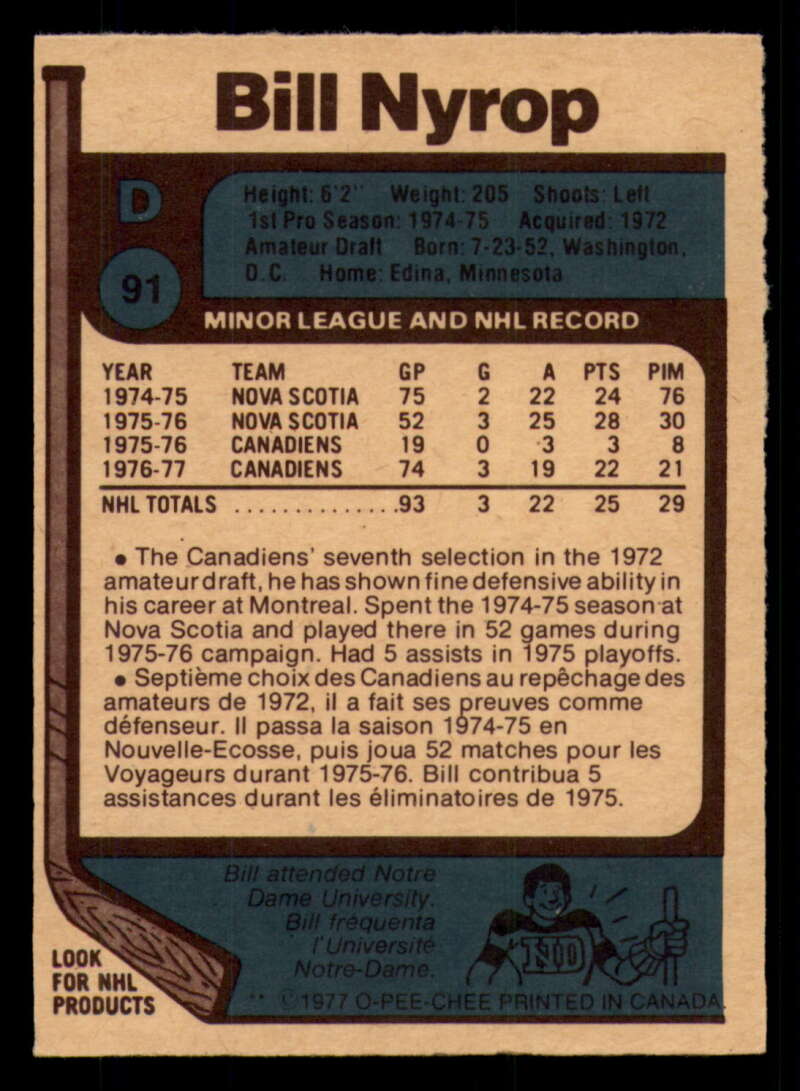 Bill Nyrop
D
Height: 6'2" Weight: 205 Shoots: Left
1st Pro Season: 1974-75 Acquired: 1972
Amateur Draft Born: 7-23-52, Washington,
D.C. Home: Edina, Minnesota
91
MINOR LEAGUE AND NHL RECORD
YEAR TEAM GP G A PTS PIM
1974-75 NOVA SCOTIA 75 2 22 24 76
1975-76 NOVA SCOTIA 52 3 25 28 30
1975-76 CANADIENS 19 0 3 3 8
1976-77 CANADIENS 74 3 19 22 21
NHL TOTALS ...............93 3 22 25 29
• The Canadiens' seventh selection in the 1972
amateur draft, he has shown fine defensive ability in
his career at Montreal. Spent the 1974-75 season at
Nova Scotia and played there in 52 games during
1975-76 campaign. Had 5 assists in 1975 playoffs.
• Septième choix des Canadiens au repêchage des
amateurs de 1972, il a fait ses preuves comme
défenseur. Il passa la saison 1974-75 en
Nouvelle-Ecosse, puis joua 52 matches pour les
Voyageurs durant 1975-76. Bill contribua 5
assistances durant les éliminatoires de 1975.
Bill attended Notre
Dame University.
Bill fréquenta
l'Université
Notre-Dame.
ND
LOOK
FOR NHL
PRODUCTS
** © 1977 O-PEE-CHEE PRINTED IN CANADA.